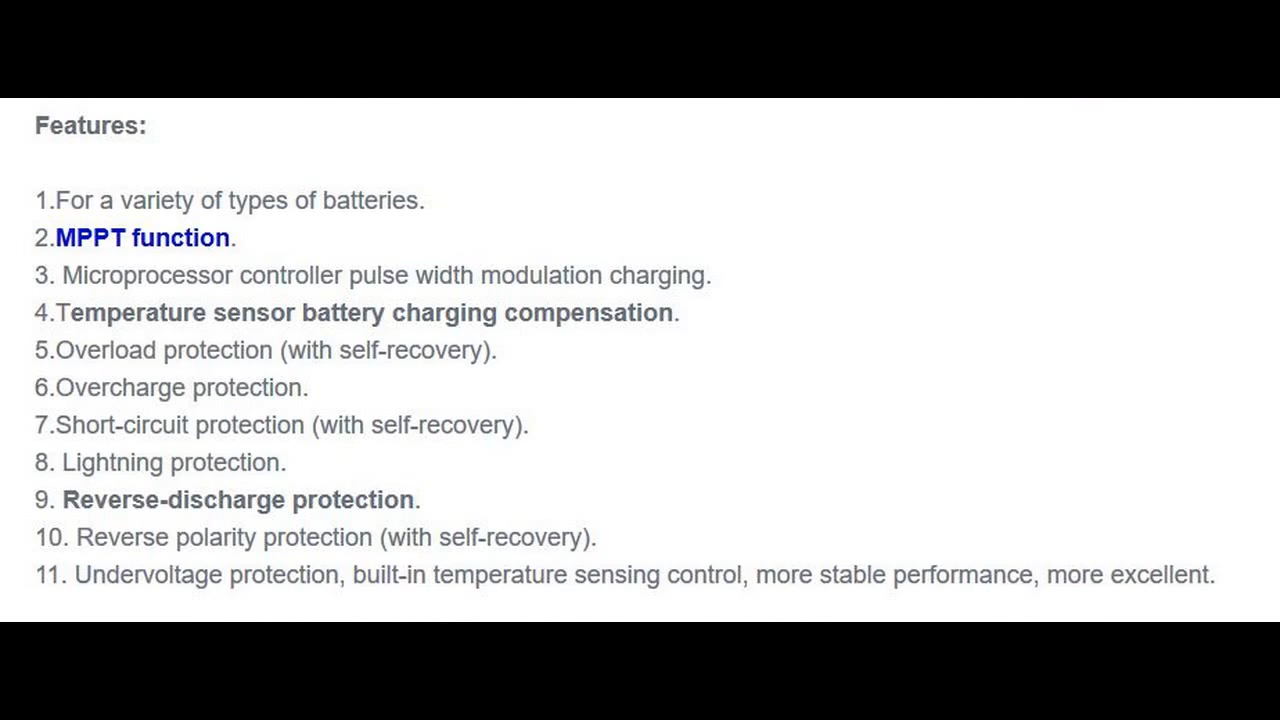 Features:
1.For a variety of types of batteries.
2.MPPT function.
3. Microprocessor controller pulse width modulation charging.
4.Temperature sensor battery charging compensation.
5.Overload protection (with self-recovery).
6.Overcharge protection.
7.Short-circuit protection (with self-recovery).
8. Lightning protection.
9. Reverse-discharge protection.
10. Reverse polarity protection (with self-recovery).
11. Undervoltage protection, built-in temperature sensing control, more stable performance, more excellent.